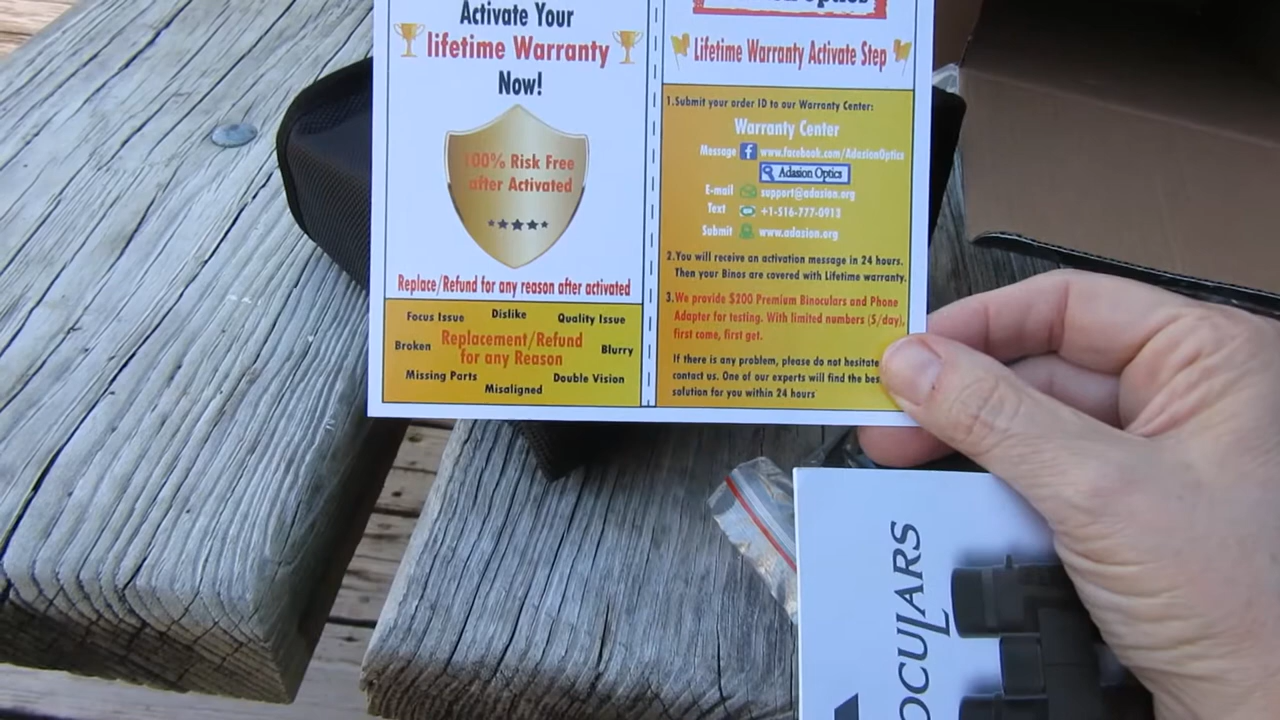 Activate Your
lifetime Warranty
Now!
100% Risk Free
after Activated
Replace/Refund for any reason after activated
Focus Issue Dislike Quality Issue
Broken Replacement/Refund Blurry
for any Reason
Missing Parts Misaligned Double Vision
Optics
Lifetime Warranty Activate Step
1.Submit your order ID to our Warranty Center:
Warranty Center
Message f www.facebook.com/AdasionOptics
Adasion Optics
E-mail support@adasion.org
Text +1-516-777-0913
Submit www.adasion.org
2.You will receive an activation message in 24 hours.
Then your Binos are covered with Lifetime warranty.
3.We provide $200 Premium Binoculars and Phone
Adapter for testing. With limited numbers (5/day),
first come, first get.
If there is any problem, please do not hesitate
contact us. One of our experts will find the bes
solution for you within 24 hours
OCULARS